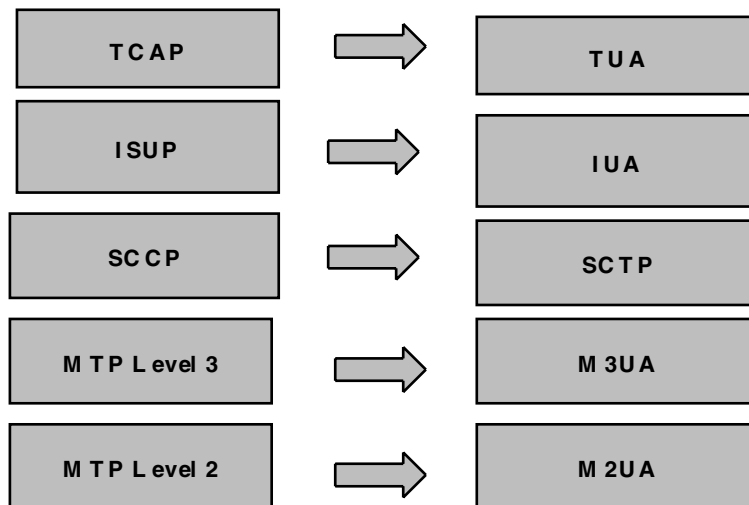 TCAP
TUA
ISUP
IUA
SCCP
SCTP
MTP Level 3
M3UA
MTP Level 2
M2UA